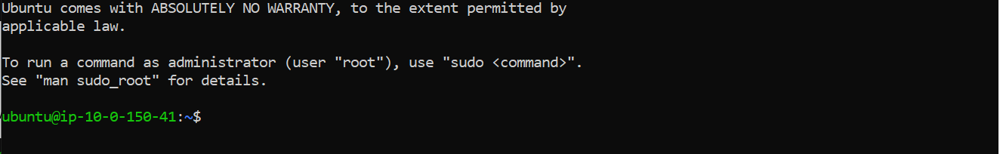 Ubuntu comes with ABSOLUTELY NO WARRANTY, to the extent permitted by
applicable law.
To run a command as administrator (user "root"), use "sudo <command>".
See "man sudo_root" for details.
ubuntu@ip-10-0-150-41:~$